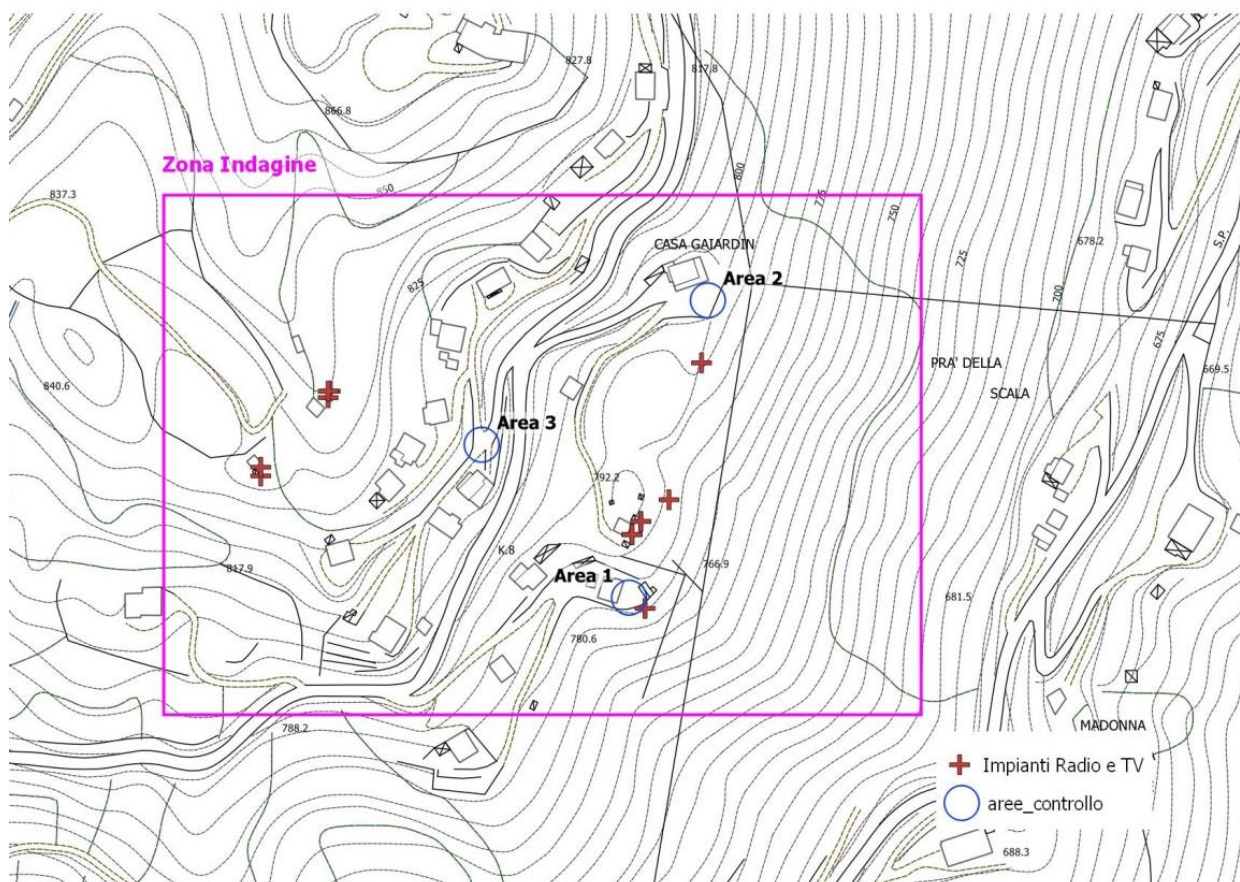 827.8
817.8
866.8
Zona Indagine
850
800
837.3
775
750
S.P.
CASA GAIARDIN
678.2
725
Area 2
825
700
675
PRA' DELLA
669.5
840.6
SCALA
Area 3
792.2
K.8
766.9
817.9
Area 1
681.5
780.6
788.2
MADONNA
Impianti Radio e TV
aree_controllo
688.3